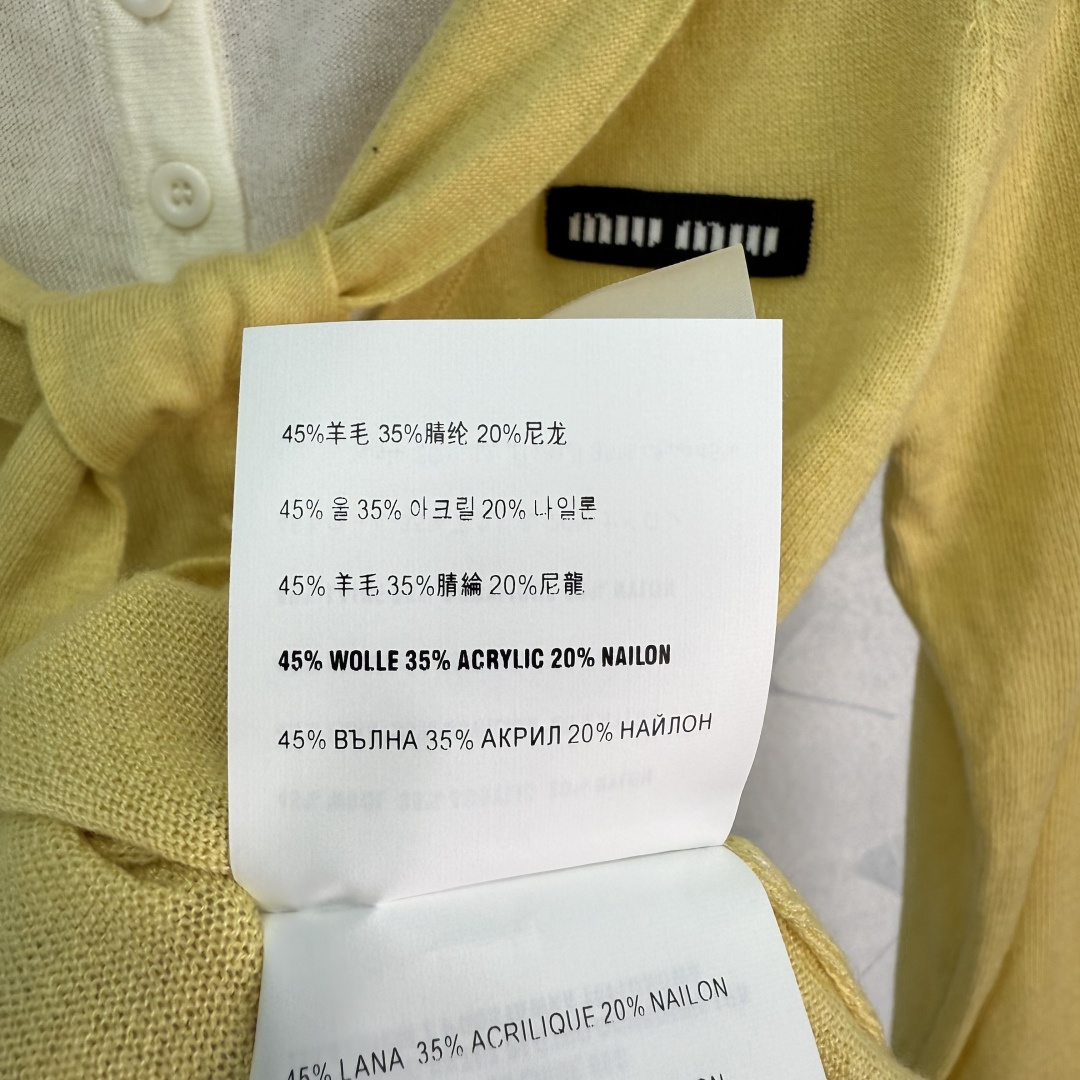 miu miu
45%羊毛 35%腈纶 20%尼龙
45% 울 35% 아크릴 20% 나일론
45% 羊毛 35%腈綸 20%尼龍
45% WOLLE 35% ACRYLIC 20% NAILON
45% ВЪЛНА 35% АКРИЛ 20% НАЙЛОН
45% LANA 35% ACRILIQUE 20% NAILON